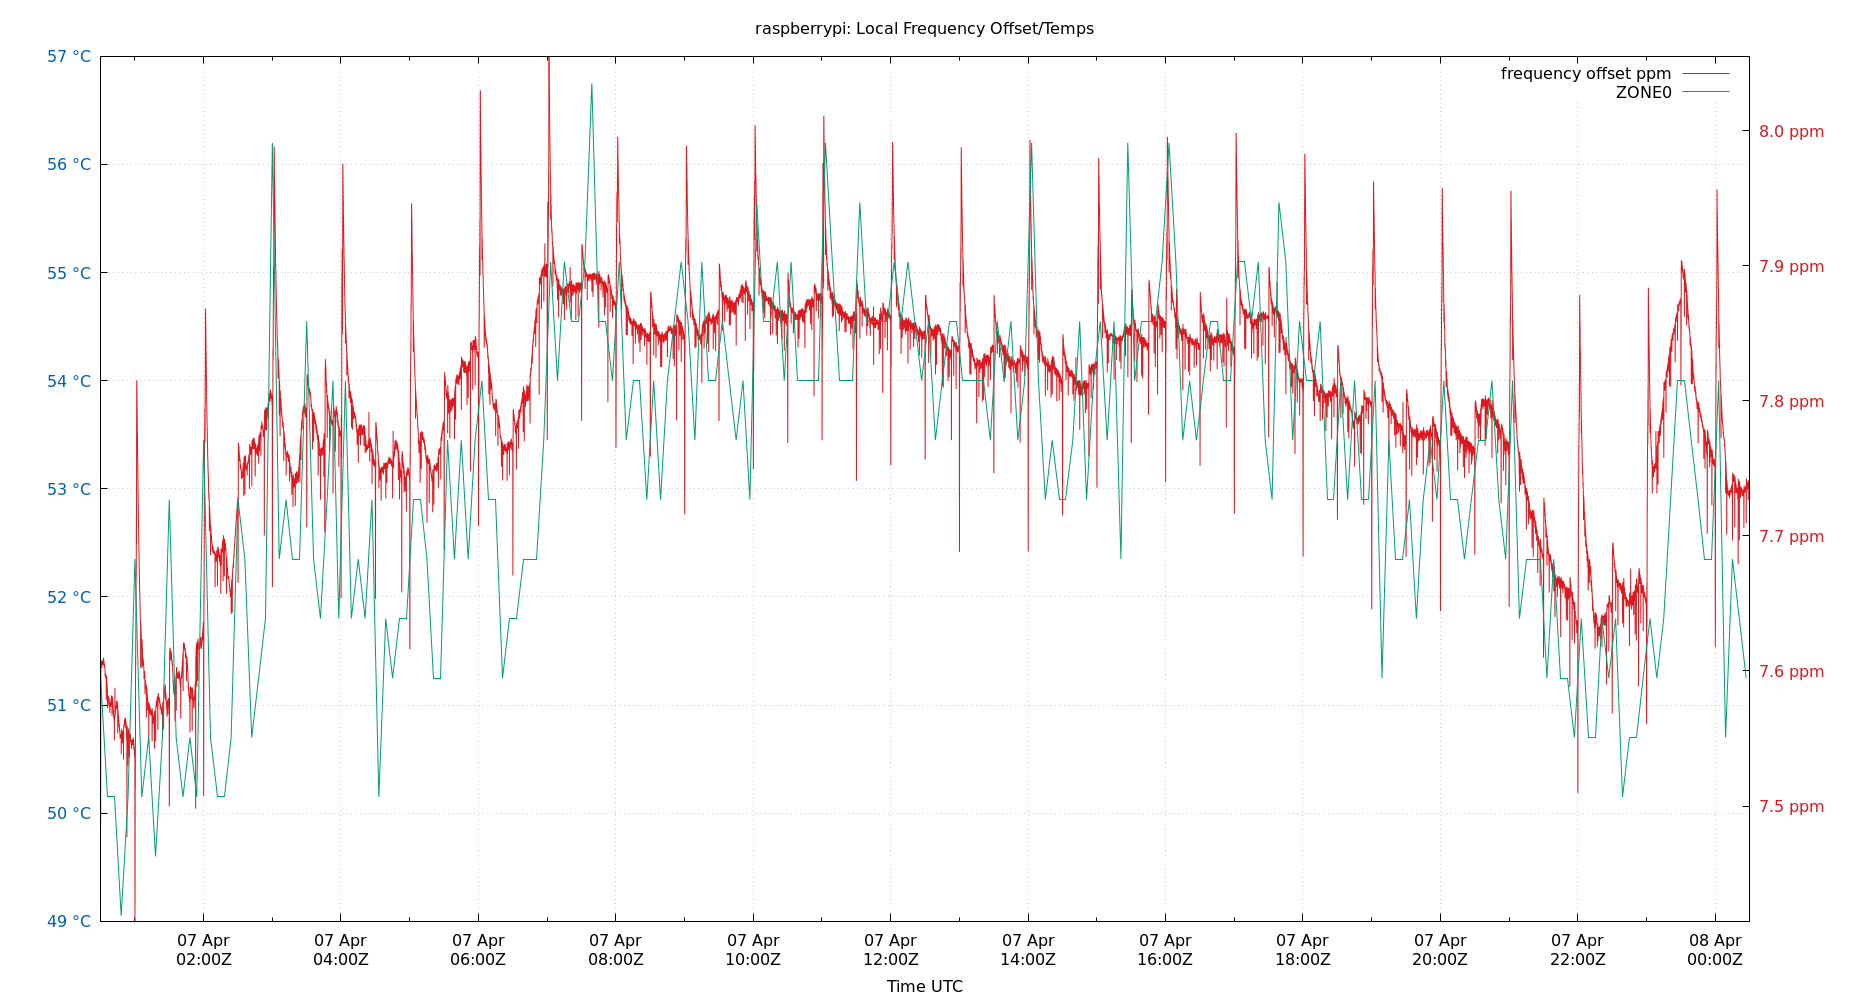 raspberrypi: Local Frequency Offset/Temps
57 °C
56 °C
55 °C
54 °C
53 °C
52 °C
51 °C
50 °C
49 °C
frequency offset ppm
ZONE0
8.0 ppm
7.9 ppm
7.8 ppm
7.7 ppm
7.6 ppm
7.5 ppm
07 Apr 07 Apr 07 Apr 07 Apr 07 Apr 07 Apr 07 Apr 07 Apr 07 Apr 07 Apr 07 Apr 08 Apr
02:00Z 04:00Z 06:00Z 08:00Z 10:00Z 12:00Z 14:00Z 16:00Z 18:00Z 20:00Z 22:00Z 00:00Z
Time UTC